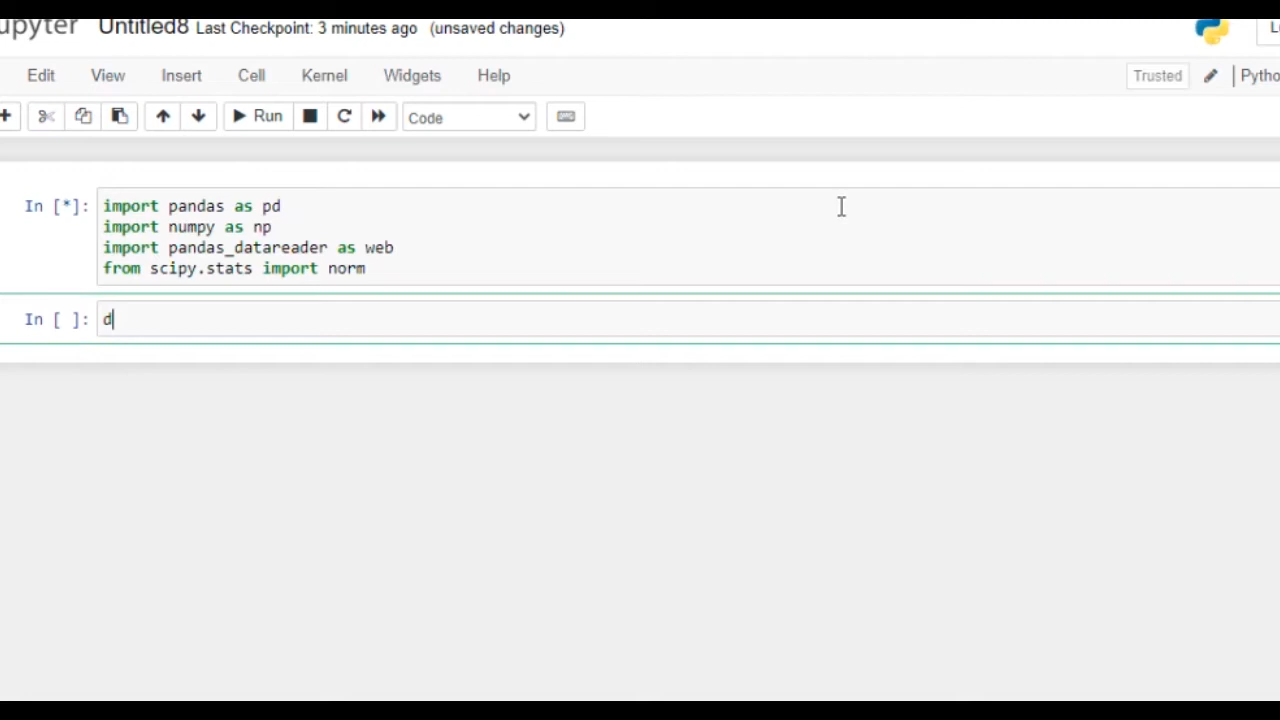 upyter Untitled8 Last Checkpoint: 3 minutes ago (unsaved changes)
Edit View Insert Cell Kernel Widgets Help Trusted Pytho
Run Code
In [*]: import pandas as pd
import numpy as np
import pandas_datareader as web
from scipy.stats import norm
In [ ]: d